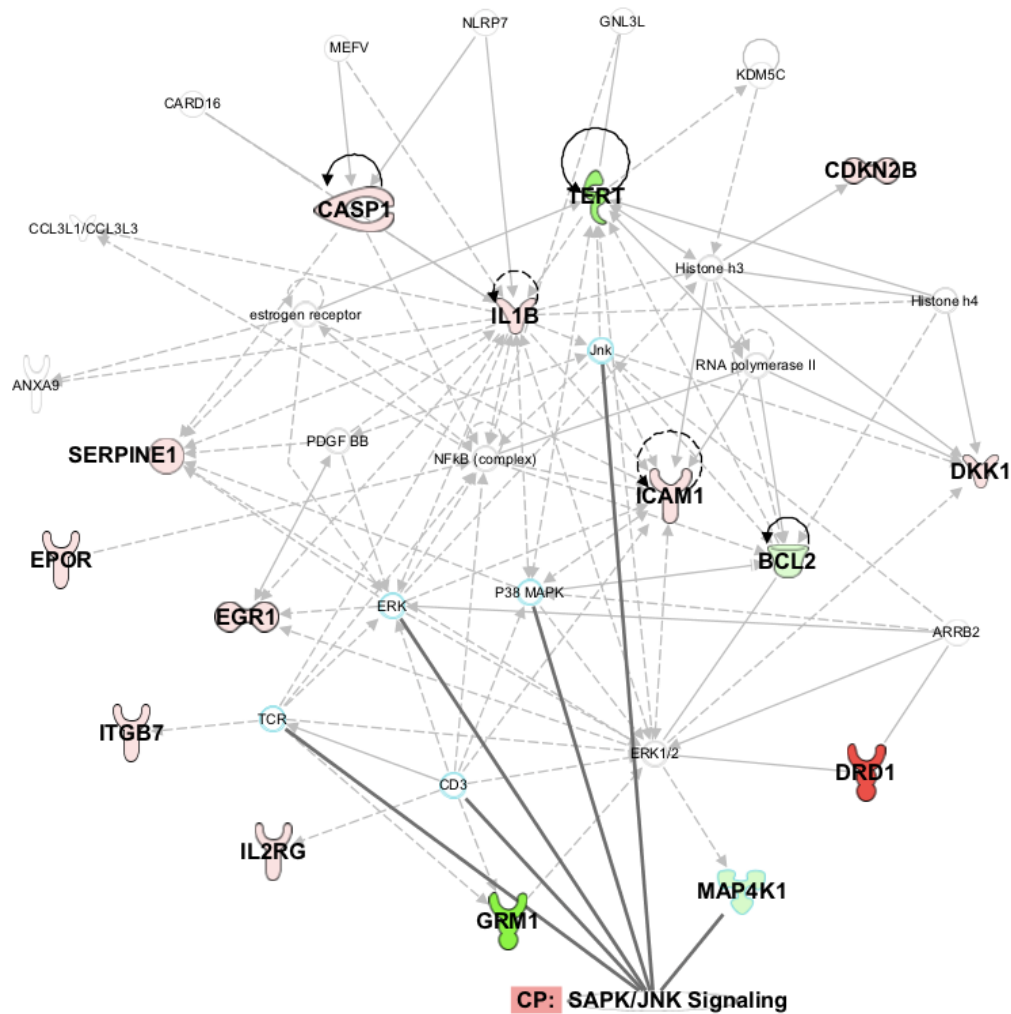 NLRP7
GNL3L
MEFV
KDM5C
CARD16
CDKN2B
TERT
CASP1
CCL3L1/CCL3L3
Histone h3
Histone h4
estrogen receptor
IL1B
Jnk
RNA polymerase II
ANXA9
PDGF BB
SERPINE1
NFkB (complex)
DKK1
ICAM1
EPOR
BCL2
P38 MAPK
ERK
EGR1
ARRB2
TCR
ITGB7
ERK1/2
DRD1
CD3
IL2RG
MAP4K1
GRM1
CP: SAPK/JNK Signaling